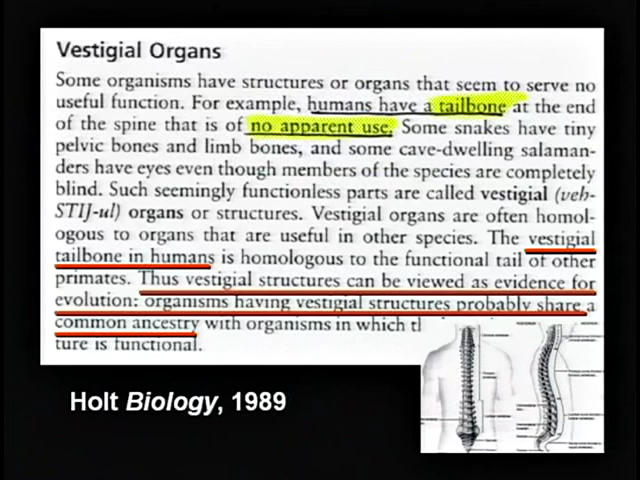 Vestigial Organs
Some organisms have structures or organs that seem to serve no
useful function. For example, humans have a tailbone at the end
of the spine that is of no apparent use. Some snakes have tiny
pelvic bones and limb bones, and some cave-dwelling salaman-
ders have eyes even though members of the species are completely
blind. Such seemingly functionless parts are called vestigial (veh-
STIJ-ul) organs or structures. Vestigial organs are often homol-
ogous to organs that are useful in other species. The vestigial
tailbone in humans is homologous to the functional tail of other
primates. Thus vestigial structures can be viewed as evidence for
evolution: organisms having vestigial structures probably share a
common ancestry with organisms in which t
ture is functional.
Holt Biology, 1989